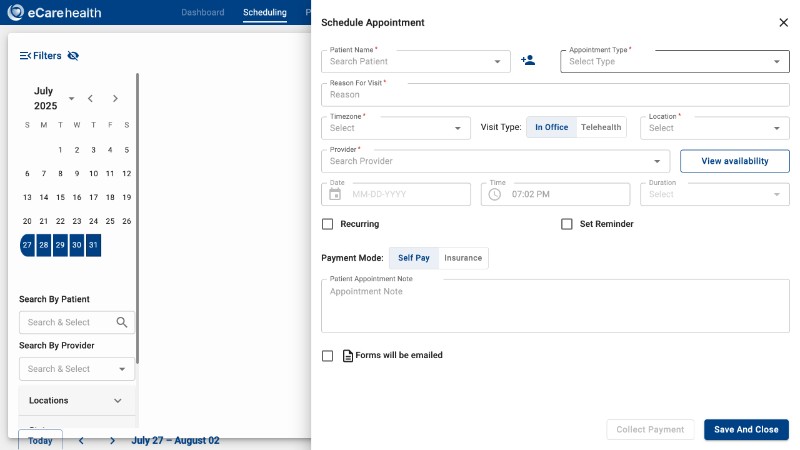 eCarehealth
Dashboard
Scheduling
Filters
July
2025
S M T W T F S
1 2 3 4 5
6 7 8 9 10 11 12
13 14 15 16 17 18 19
20 21 22 23 24 25 26
27 28 29 30 31
Search By Patient
Search & Select
Search By Provider
Search & Select
Locations
Today
July 27 – August 02
Schedule Appointment
Patient Name *
Search Patient
Appointment Type *
Select Type
Reason For Visit *
Reason
Timezone *
Select
Visit Type:
In Office
Telehealth
Location *
Select
Provider *
Search Provider
View availability
Date
MM-DD-YYYY
Time
07:02 PM
Duration
Select
Recurring
Set Reminder
Payment Mode:
Self Pay
Insurance
Patient Appointment Note
Appointment Note
Forms will be emailed
Collect Payment
Save And Close